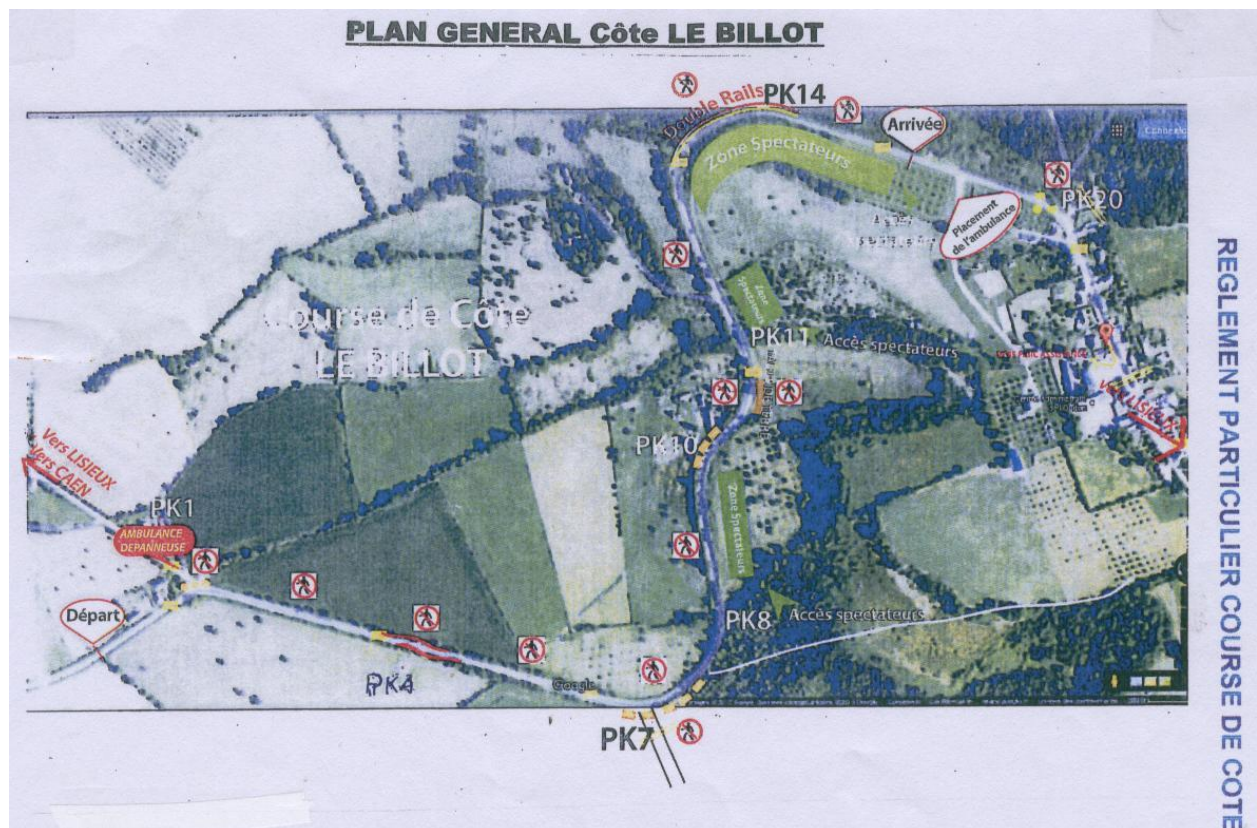 PLAN GENERAL Côte LE BILLOT
Double Rails
PK14
Arrivée
Zone Spectateurs
PK20
Placement
de l'ambulance
Zone
Spectateurs
Course de Côte
LE BILLOT
PK11
Accès spectateurs
Vers LISIEUX
Vers LISIEUX
Vers CAEN
PK10
Zone Spectateurs
PK1
AMBULANCE
DEPANNEUSE
Départ
PK8
Accès spectateurs
PK4
Google
PK7
REGLEMENT PARTICULIER COURSE DE COTE